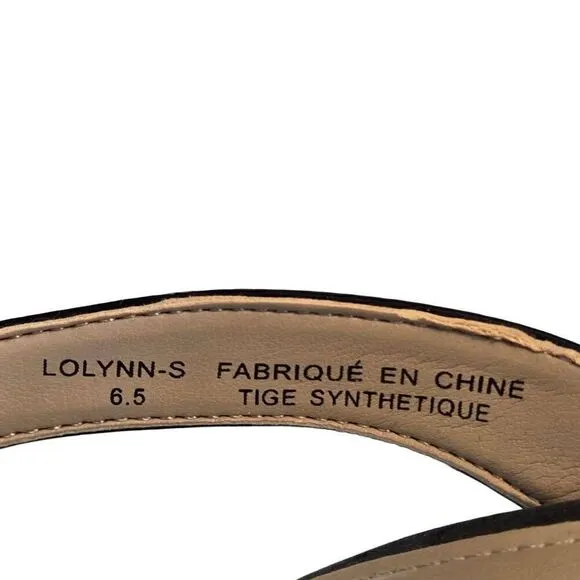 LOLYNN-S FABRIQUÉ EN CHINE
6.5 TIGE SYNTHETIQUE